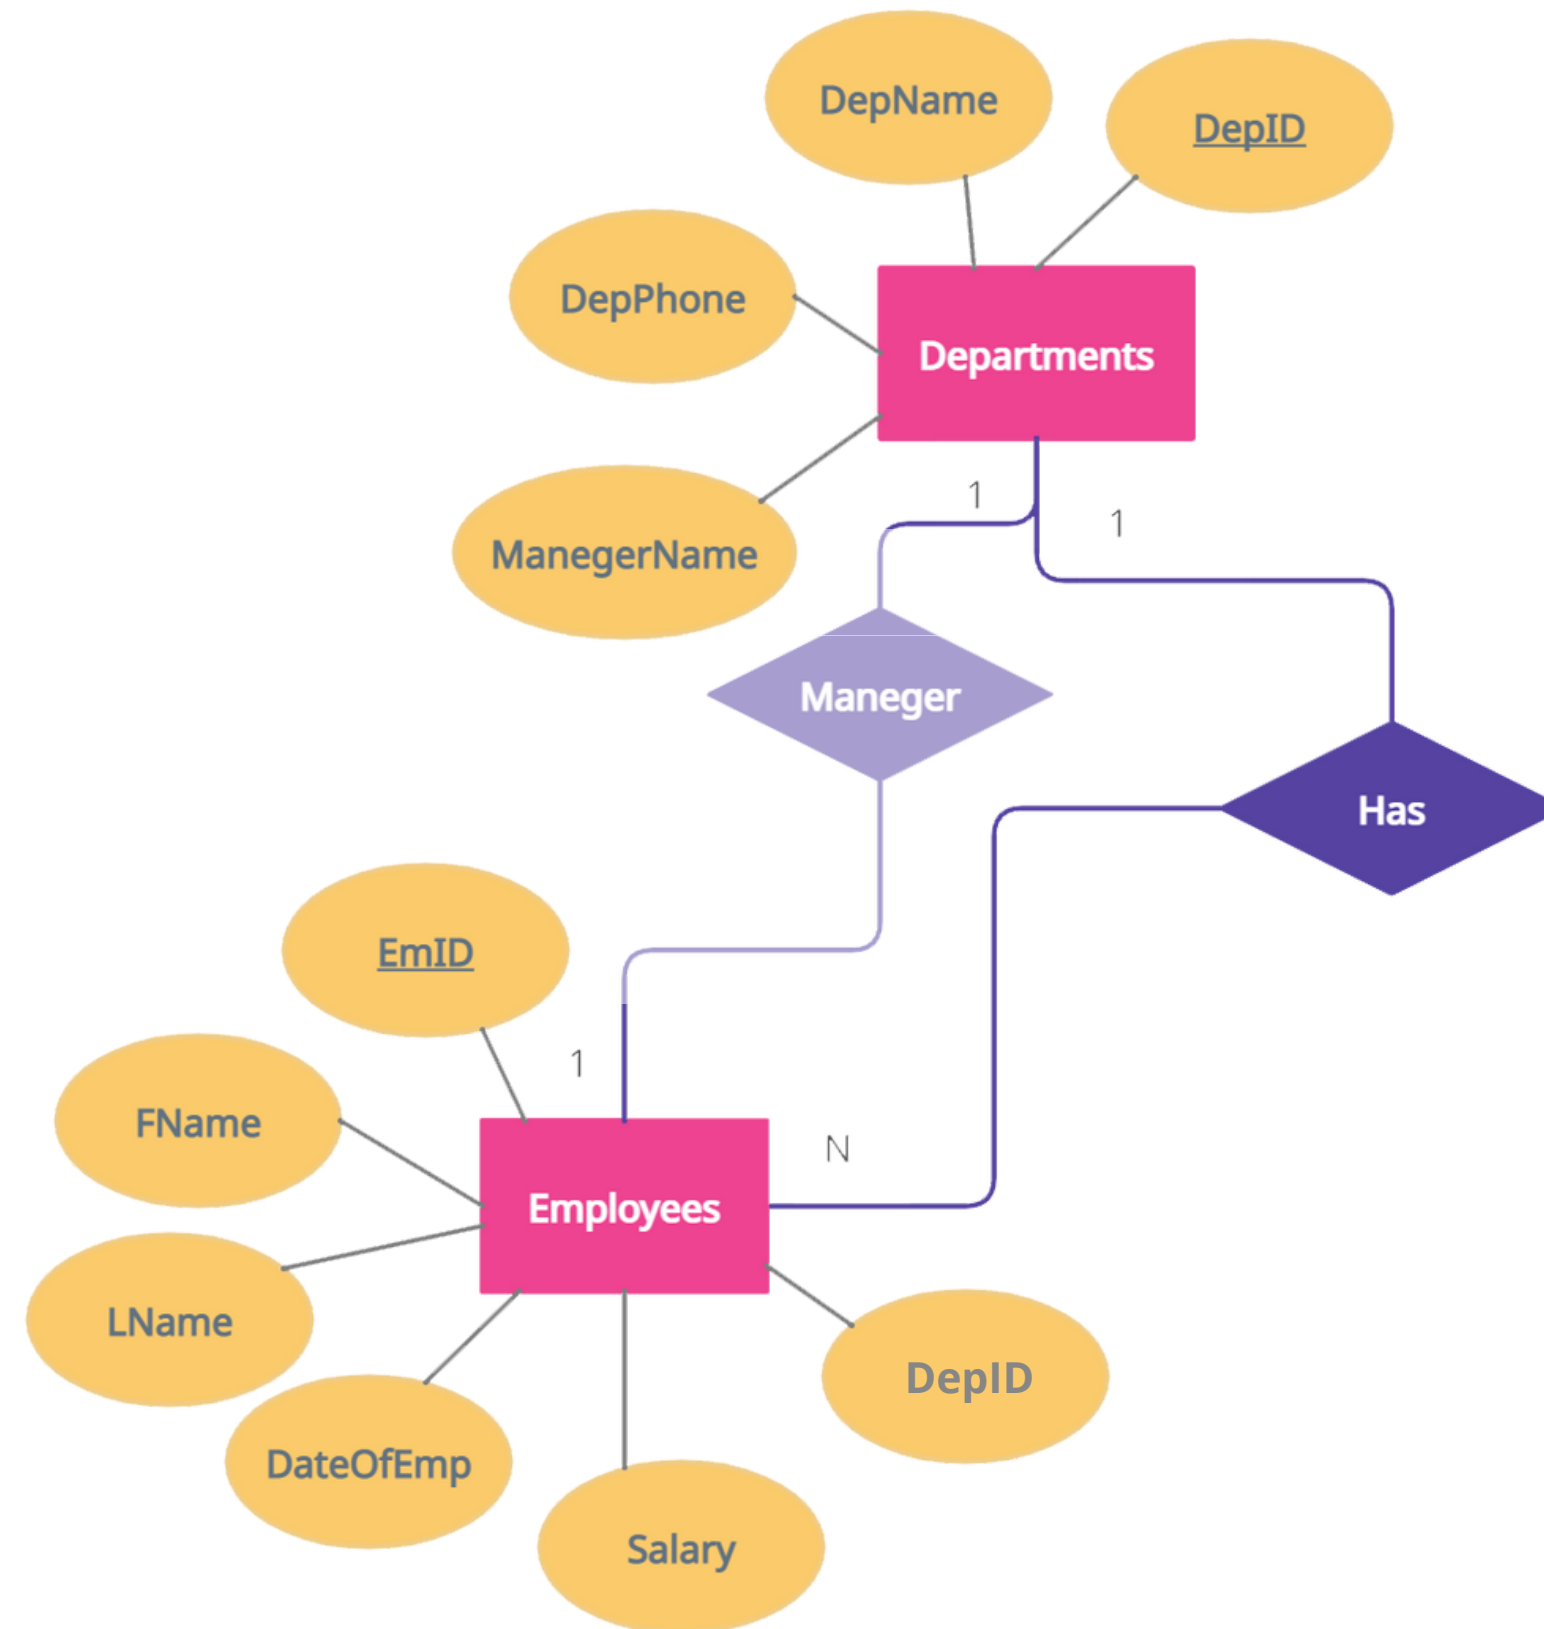 DepName
DepID
DepPhone
Departments
ManegerName
1
1
Maneger
Has
EmID
1
FName
N
Employees
LName
DepID
DateOfEmp
Salary